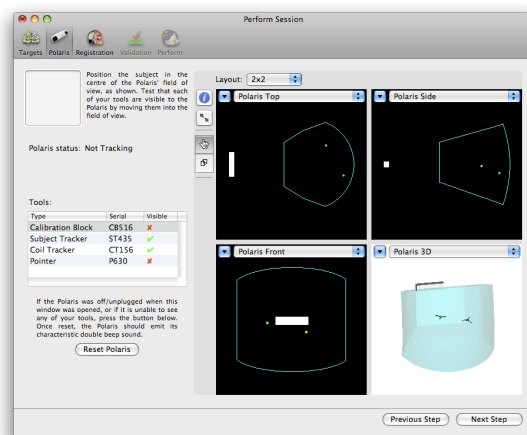 Perform Session
Targets Polaris Registration Validation Perform
Position the subject in the
centre of the Polaris' field of
view, as shown. Test that each
of your tools are visible to the
Polaris by moving them into the
field of view.
Polaris status: Not Tracking
Tools:
Type Serial Visible
Calibration Block CB516 ✘
Subject Tracker ST435 ✔
Coil Tracker CT156 ✔
Pointer P630 ✘
If the Polaris was off/unplugged when this
window was opened, or if it is unable to see
any of your tools, press the button below.
Once reset, the Polaris should emit its
characteristic double beep sound.
Reset Polaris
Layout: 2x2
Polaris Top
Polaris Side
Polaris Front
Polaris 3D
Previous Step Next Step